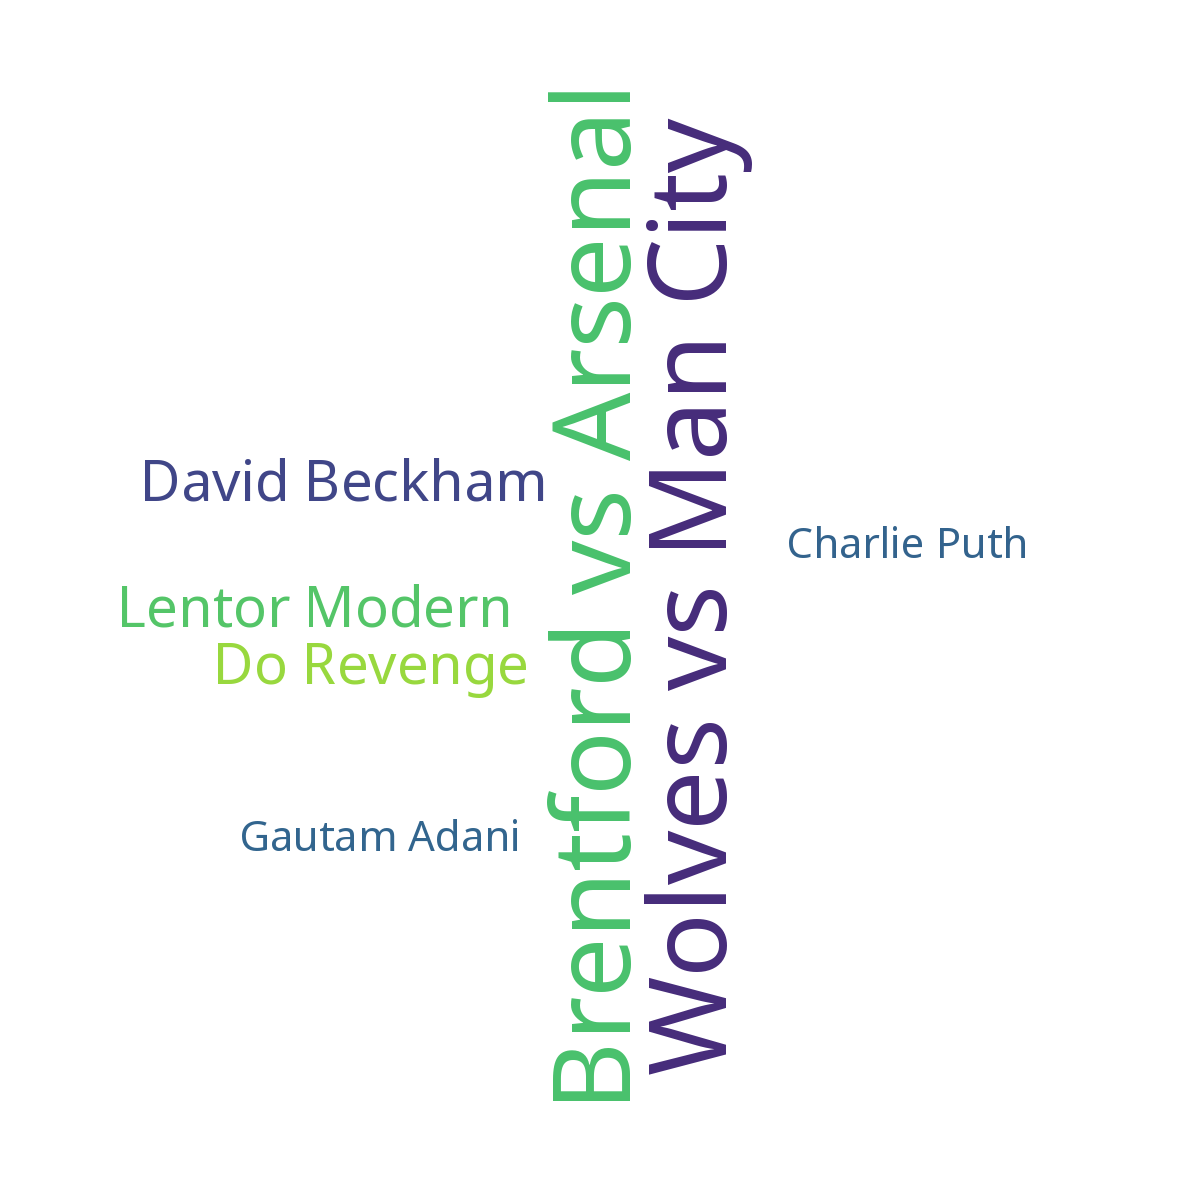 Brentford vs Arsenal
Wolves vs Man City
David Beckham
Charlie Puth
Lentor Modern
Do Revenge
Gautam Adani